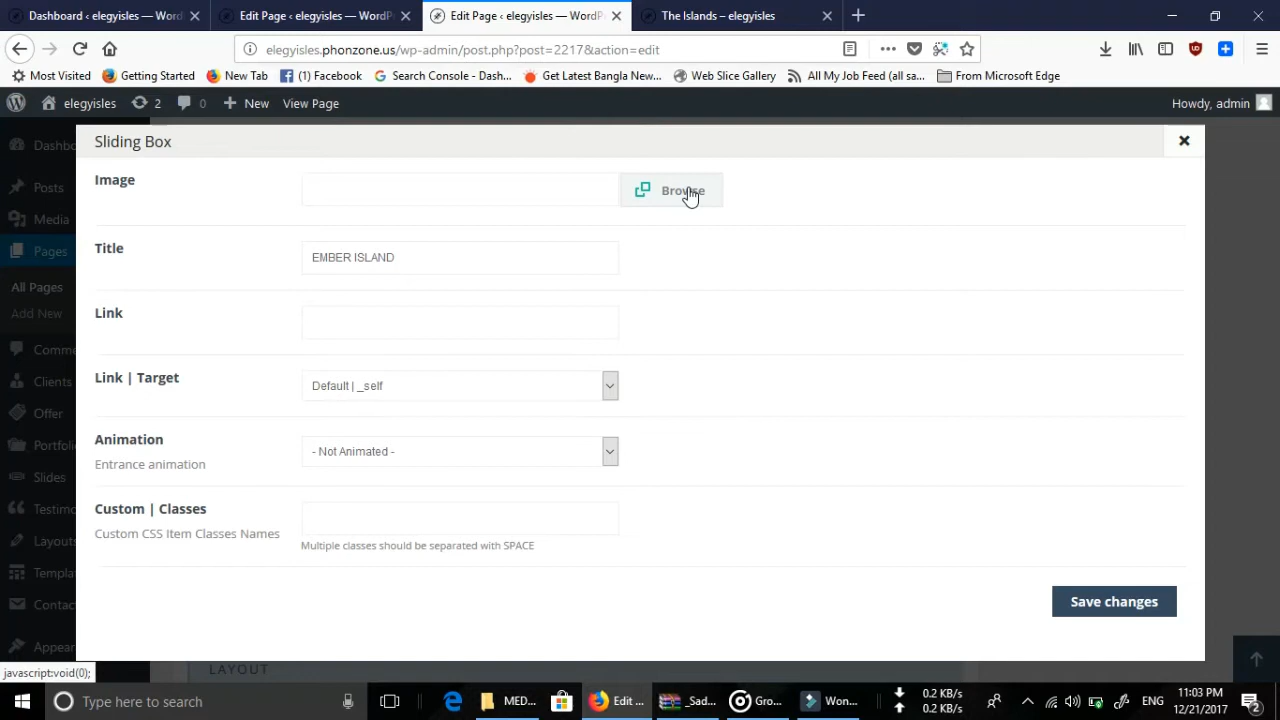 Dashboard ‹ elegyisles — Word
Edit Page ‹ elegyisles — WordP
Edit Page ‹ elegyisles — WordP
The Islands – elegyisles
elegyisles.phonzone.us/wp-admin/post.php?post=2217&action=edit
Most Visited
Getting Started
New Tab
(1) Facebook
Search Console - Dash...
Get Latest Bangla New...
Web Slice Gallery
All My Job Feed (all sa...
From Microsoft Edge
elegyisles
2
0
New
View Page
Howdy, admin
Dashbo
Sliding Box
Image
Browse
Posts
Media
Pages
Title
EMBER ISLAND
All Pages
Add New
Link
Comme
Clients
Link | Target
Default | _self
Offer
Portfoli
Animation
- Not Animated -
Entrance animation
Slides
Testimo
Custom | Classes
Custom CSS Item Classes Names
Multiple classes should be separated with SPACE
Layouts
Templa
Contac
Save changes
Appear
LAYOUT
javascript:void(0);
Type here to search
MED...
Edit ...
_Sad...
Gro...
Won...
0.2 KB/s
0.2 KB/s
ENG
11:03 PM
12/21/2017
2